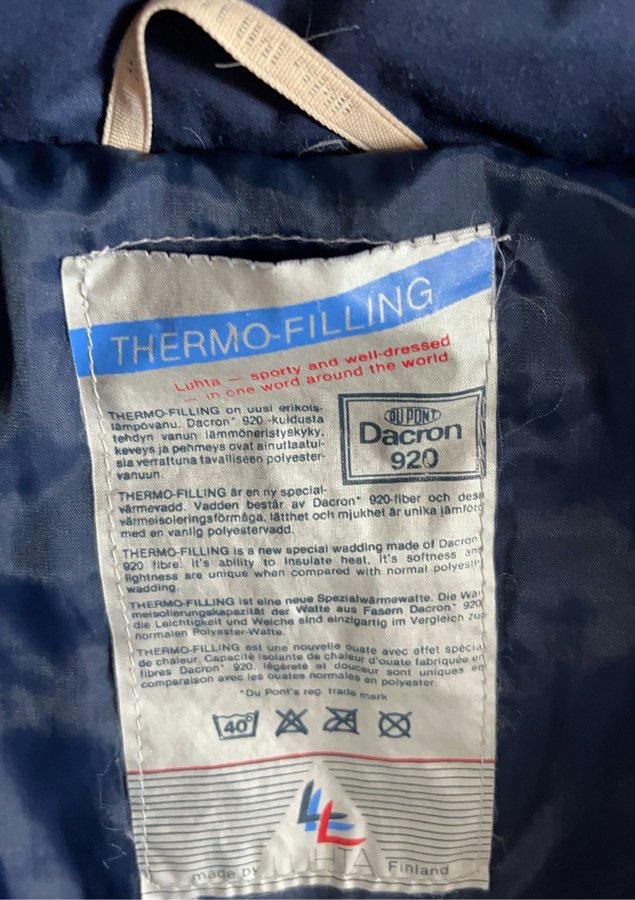 THERMO-FILLING
Luhta — sporty and well-dressed
— in one word around the world
THERMO-FILLING on uusi erikois-
lämpövanu. Dacron* 920 -kuidusta
tehdyn vanun lämmöneristyskyky,
keveys ja pehmeys ovat ainutlaatui-
sia verrattuna tavalliseen polyester-
vanuun.
DU PONT
Dacron
920
THERMO-FILLING är en ny special-
värmevadd. Vadden består av Dacron* 920-fiber och dess
värmeisoleringsförmåga, lätthet och mjukhet är unika jämförd
med en vanlig polyestervadd.
THERMO-FILLING is a new special wadding made of Dacron
920 fibre. It's ability to insulate heat, it's softness and
lightness are unique when compared with normal polyest
wadding.
THERMO-FILLING ist eine neue Spezialwärmewatte. Die Wär
meisolierungskapazität der Watte aus Fasern Dacron* 920
die Leichtigkeit und Weiche sind einzigartig im Vergleich zur
normalen Polyester-Watte.
THERMO-FILLING est une nouvelle ouate avec effet spécia
de chaleur. Capacité isolante de chaleur d'ouate fabriquée en
fibres Dacron* 920, légèreté et douceur sont uniques en
comparaison avec les ouates normales en polyester.
*Du Pont's reg. trade mark
40°
made by LUHTA Finland